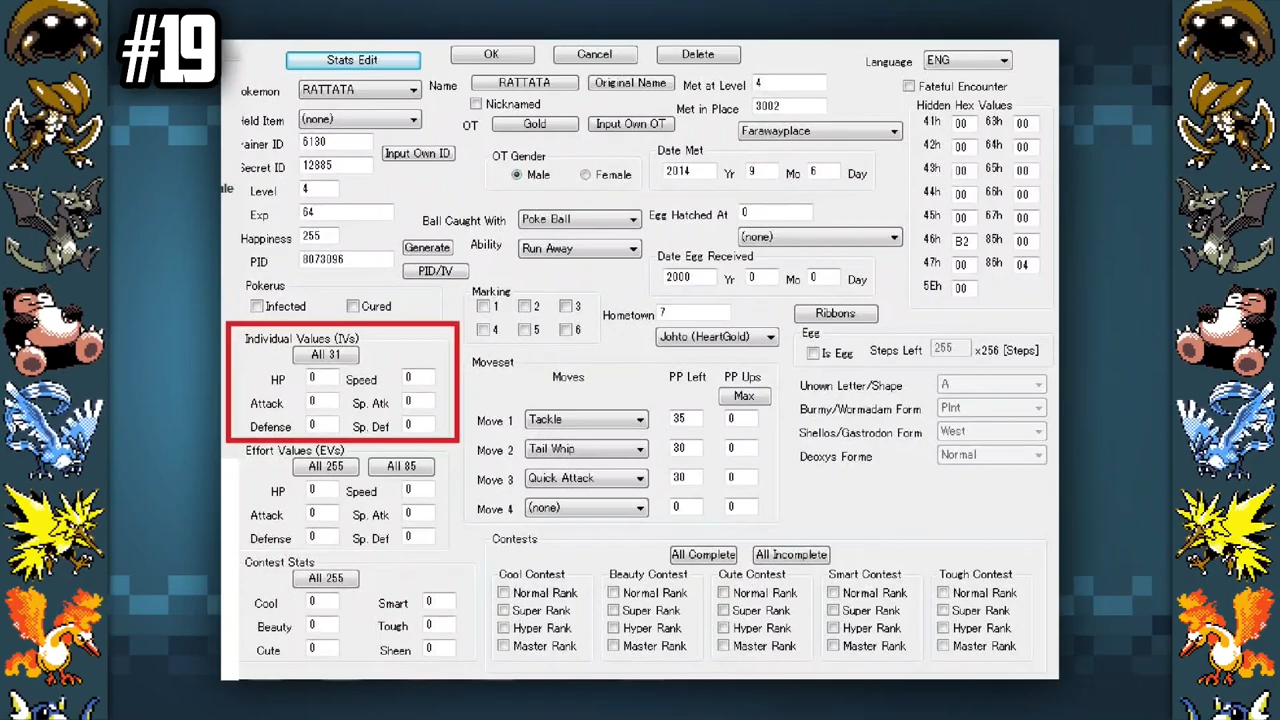 #19
Stats Edit OK Cancel Delete Language ENG
okemon RATTATA Name RATTATA Original Name Met at Level 4 Fateful Encounter
Nicknamed Met in Place 3002 Hidden Hex Values
Held Item (none) OT Gold Input Own OT Farawayplace 41h 00 63h 00
rainer ID 6130 42h 00 64h 00
Secret ID 12885 Input Own ID OT Gender Date Met 43h 00 65h 00
ale Level 4 Male Female 2014 Yr 9 Mo 6 Day 44h 00 66h 00
Exp 64 Ball Caught With Poke Ball Egg Hatched At 0 45h 00 67h 00
Happiness 255 Generate Ability Run Away (none) 46h B2 85h 00
PID 8073096 PID/IV Date Egg Received 47h 00 86h 04
2000 Yr 0 Mo 0 Day 5Eh 00
Pokerus Marking
Infected Cured 1 2 3 Hometown 7 Ribbons
4 5 6 Johto (HeartGold) Egg
Individual Values (IVs) Is Egg Steps Left 255 x256 [Steps]
All 31 Moveset
HP 0 Speed 0 Moves PP Left PP Ups Unown Letter/Shape A
Attack 0 Sp. Atk 0 Max Burmy/Wormadam Form Plnt
Defense 0 Sp. Def 0 Move 1 Tackle 35 0 Shellos/Gastrodon Form West
Effort Values (EVs) Move 2 Tail Whip 30 0 Deoxys Forme Normal
All 255 All 85 Move 3 Quick Attack 30 0
HP 0 Speed 0 Move 4 (none) 0 0
Attack 0 Sp. Atk 0
Defense 0 Sp. Def 0 Contests
Contest Stats All Complete All Incomplete
All 255 Cool Contest Beauty Contest Cute Contest Smart Contest Tough Contest
Cool 0 Smart 0 Normal Rank Normal Rank Normal Rank Normal Rank Normal Rank
Beauty 0 Tough 0 Super Rank Super Rank Super Rank Super Rank Super Rank
Cute 0 Sheen 0 Hyper Rank Hyper Rank Hyper Rank Hyper Rank Hyper Rank
Master Rank Master Rank Master Rank Master Rank Master Rank